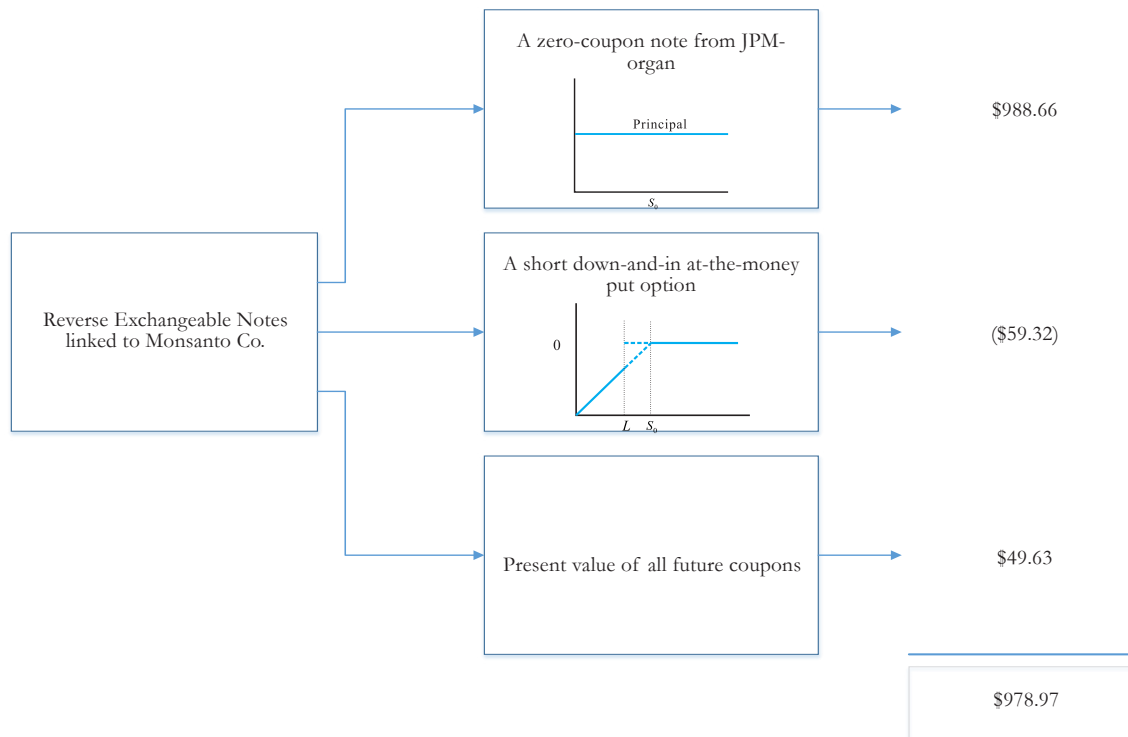 A zero-coupon note from JPM-
organ
Principal
S₀
$988.66
Reverse Exchangeable Notes
linked to Monsanto Co.
A short down-and-in at-the-money
put option
0
L
S₀
($59.32)
Present value of all future coupons
$49.63
$978.97